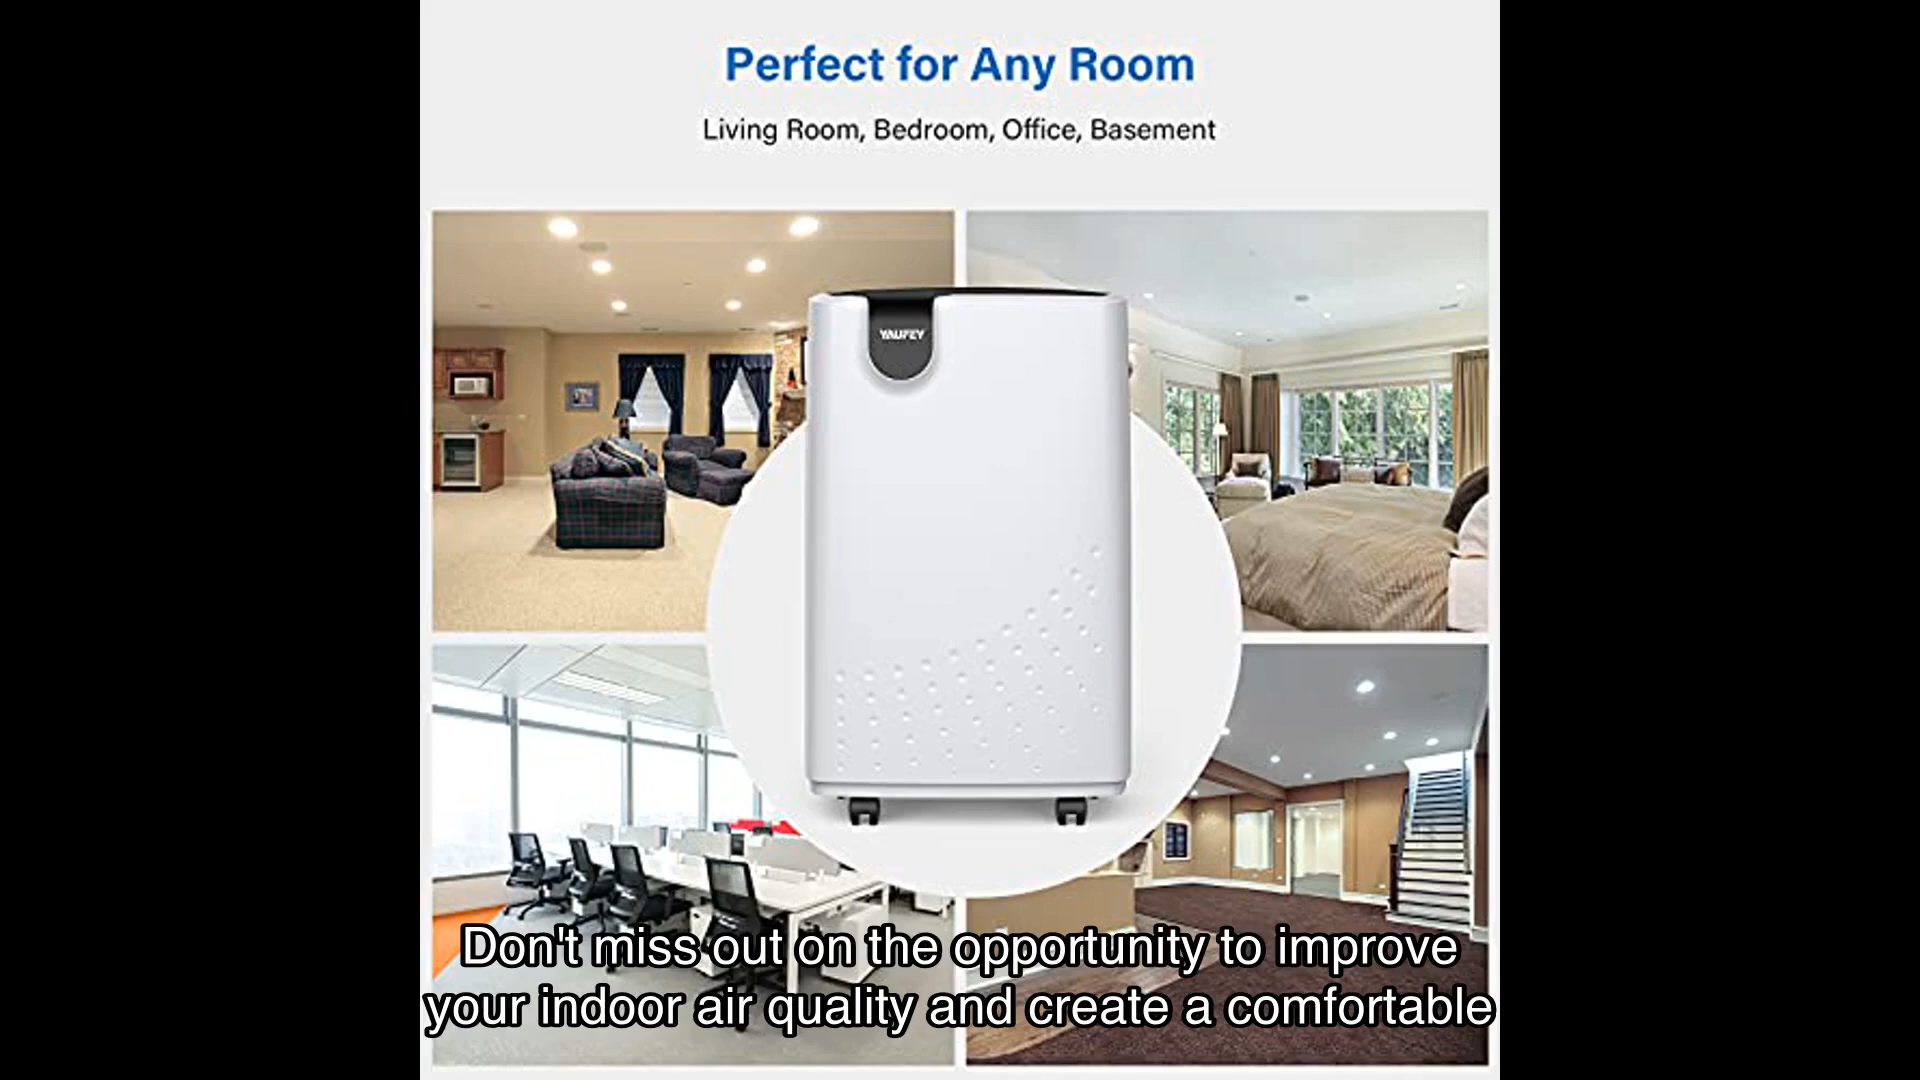 Perfect for Any Room
Living Room, Bedroom, Office, Basement
YAUFEY
Don't miss out on the opportunity to improve
your indoor air quality and create a comfortable